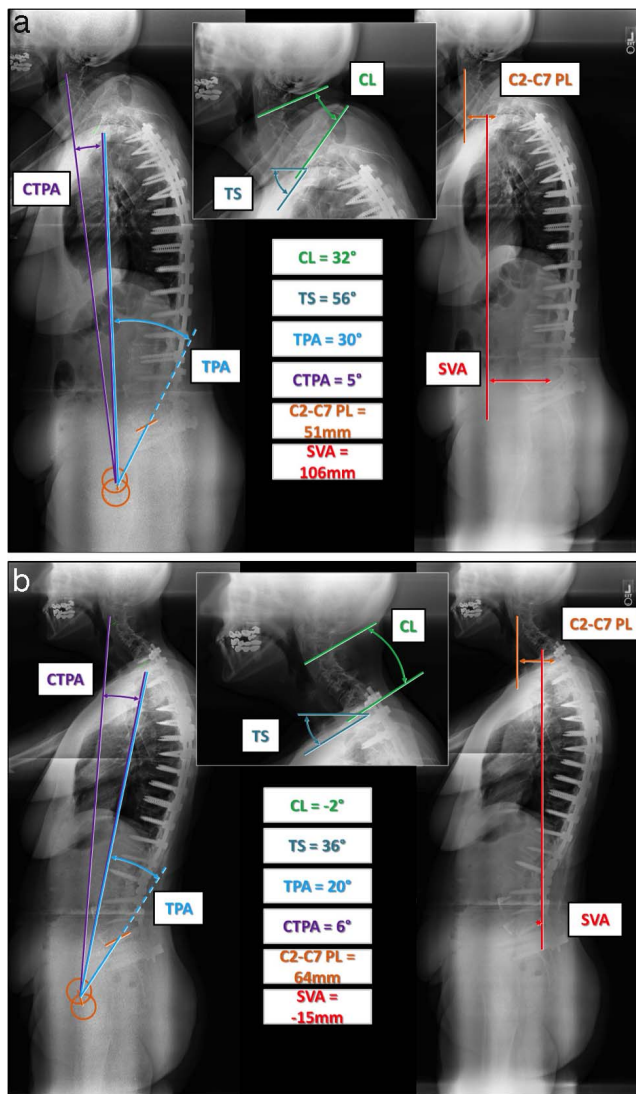 a
CL
C2-C7 PL
CTPA
TS
CL = 32°
TS = 56°
TPA = 30°
CTPA = 5°
C2-C7 PL =
51mm
SVA =
106mm
TPA
SVA
b
CL
C2-C7 PL
CTPA
TS
CL = -2°
TS = 36°
TPA = 20°
CTPA = 6°
C2-C7 PL =
64mm
SVA =
-15mm
TPA
SVA